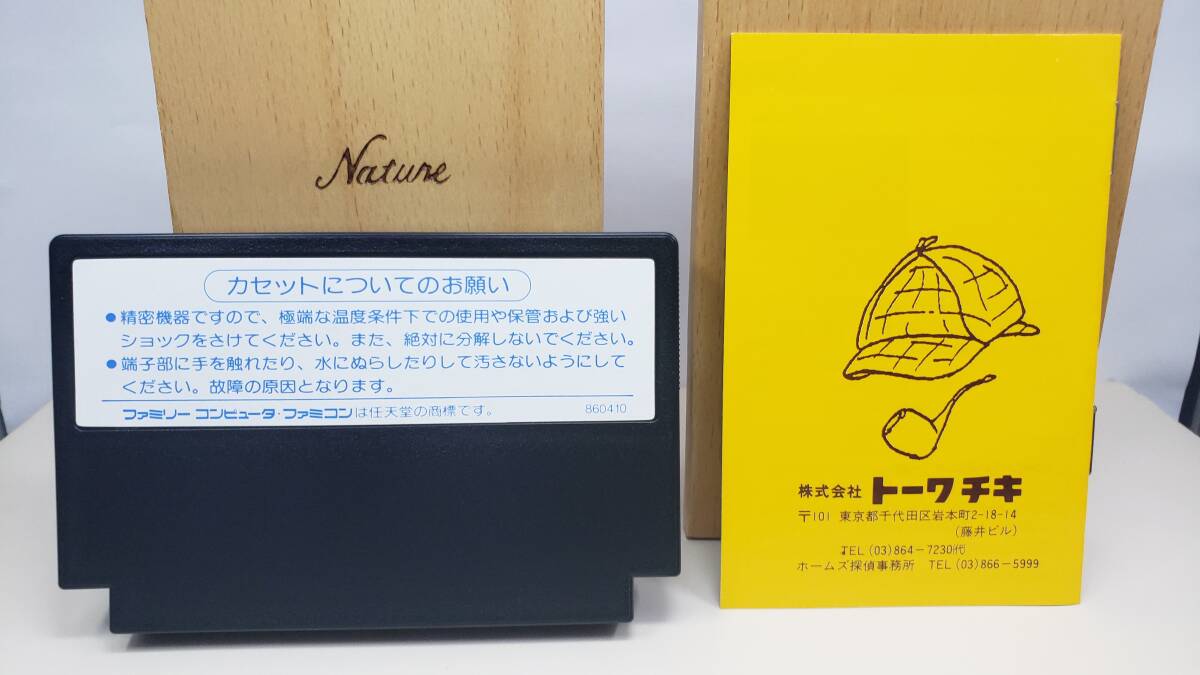 Nature
カセットについてのお願い
●精密機器ですので、極端な温度条件下での使用や保管および強い
ショックをさけてください。また、絶対に分解しないでください。
●端子部に手を触れたり、水にぬらしたりして汚さないようにして
ください。故障の原因となります。
ファミリーコンピュータ・ファミコンは任天堂の商標です。 860410
株式会社 トーワチキ
〒101 東京都千代田区岩本町2-18-14
(藤井ビル)
TEL (03)864-7230代
ホームズ探偵事務所 TEL (03)866-5999